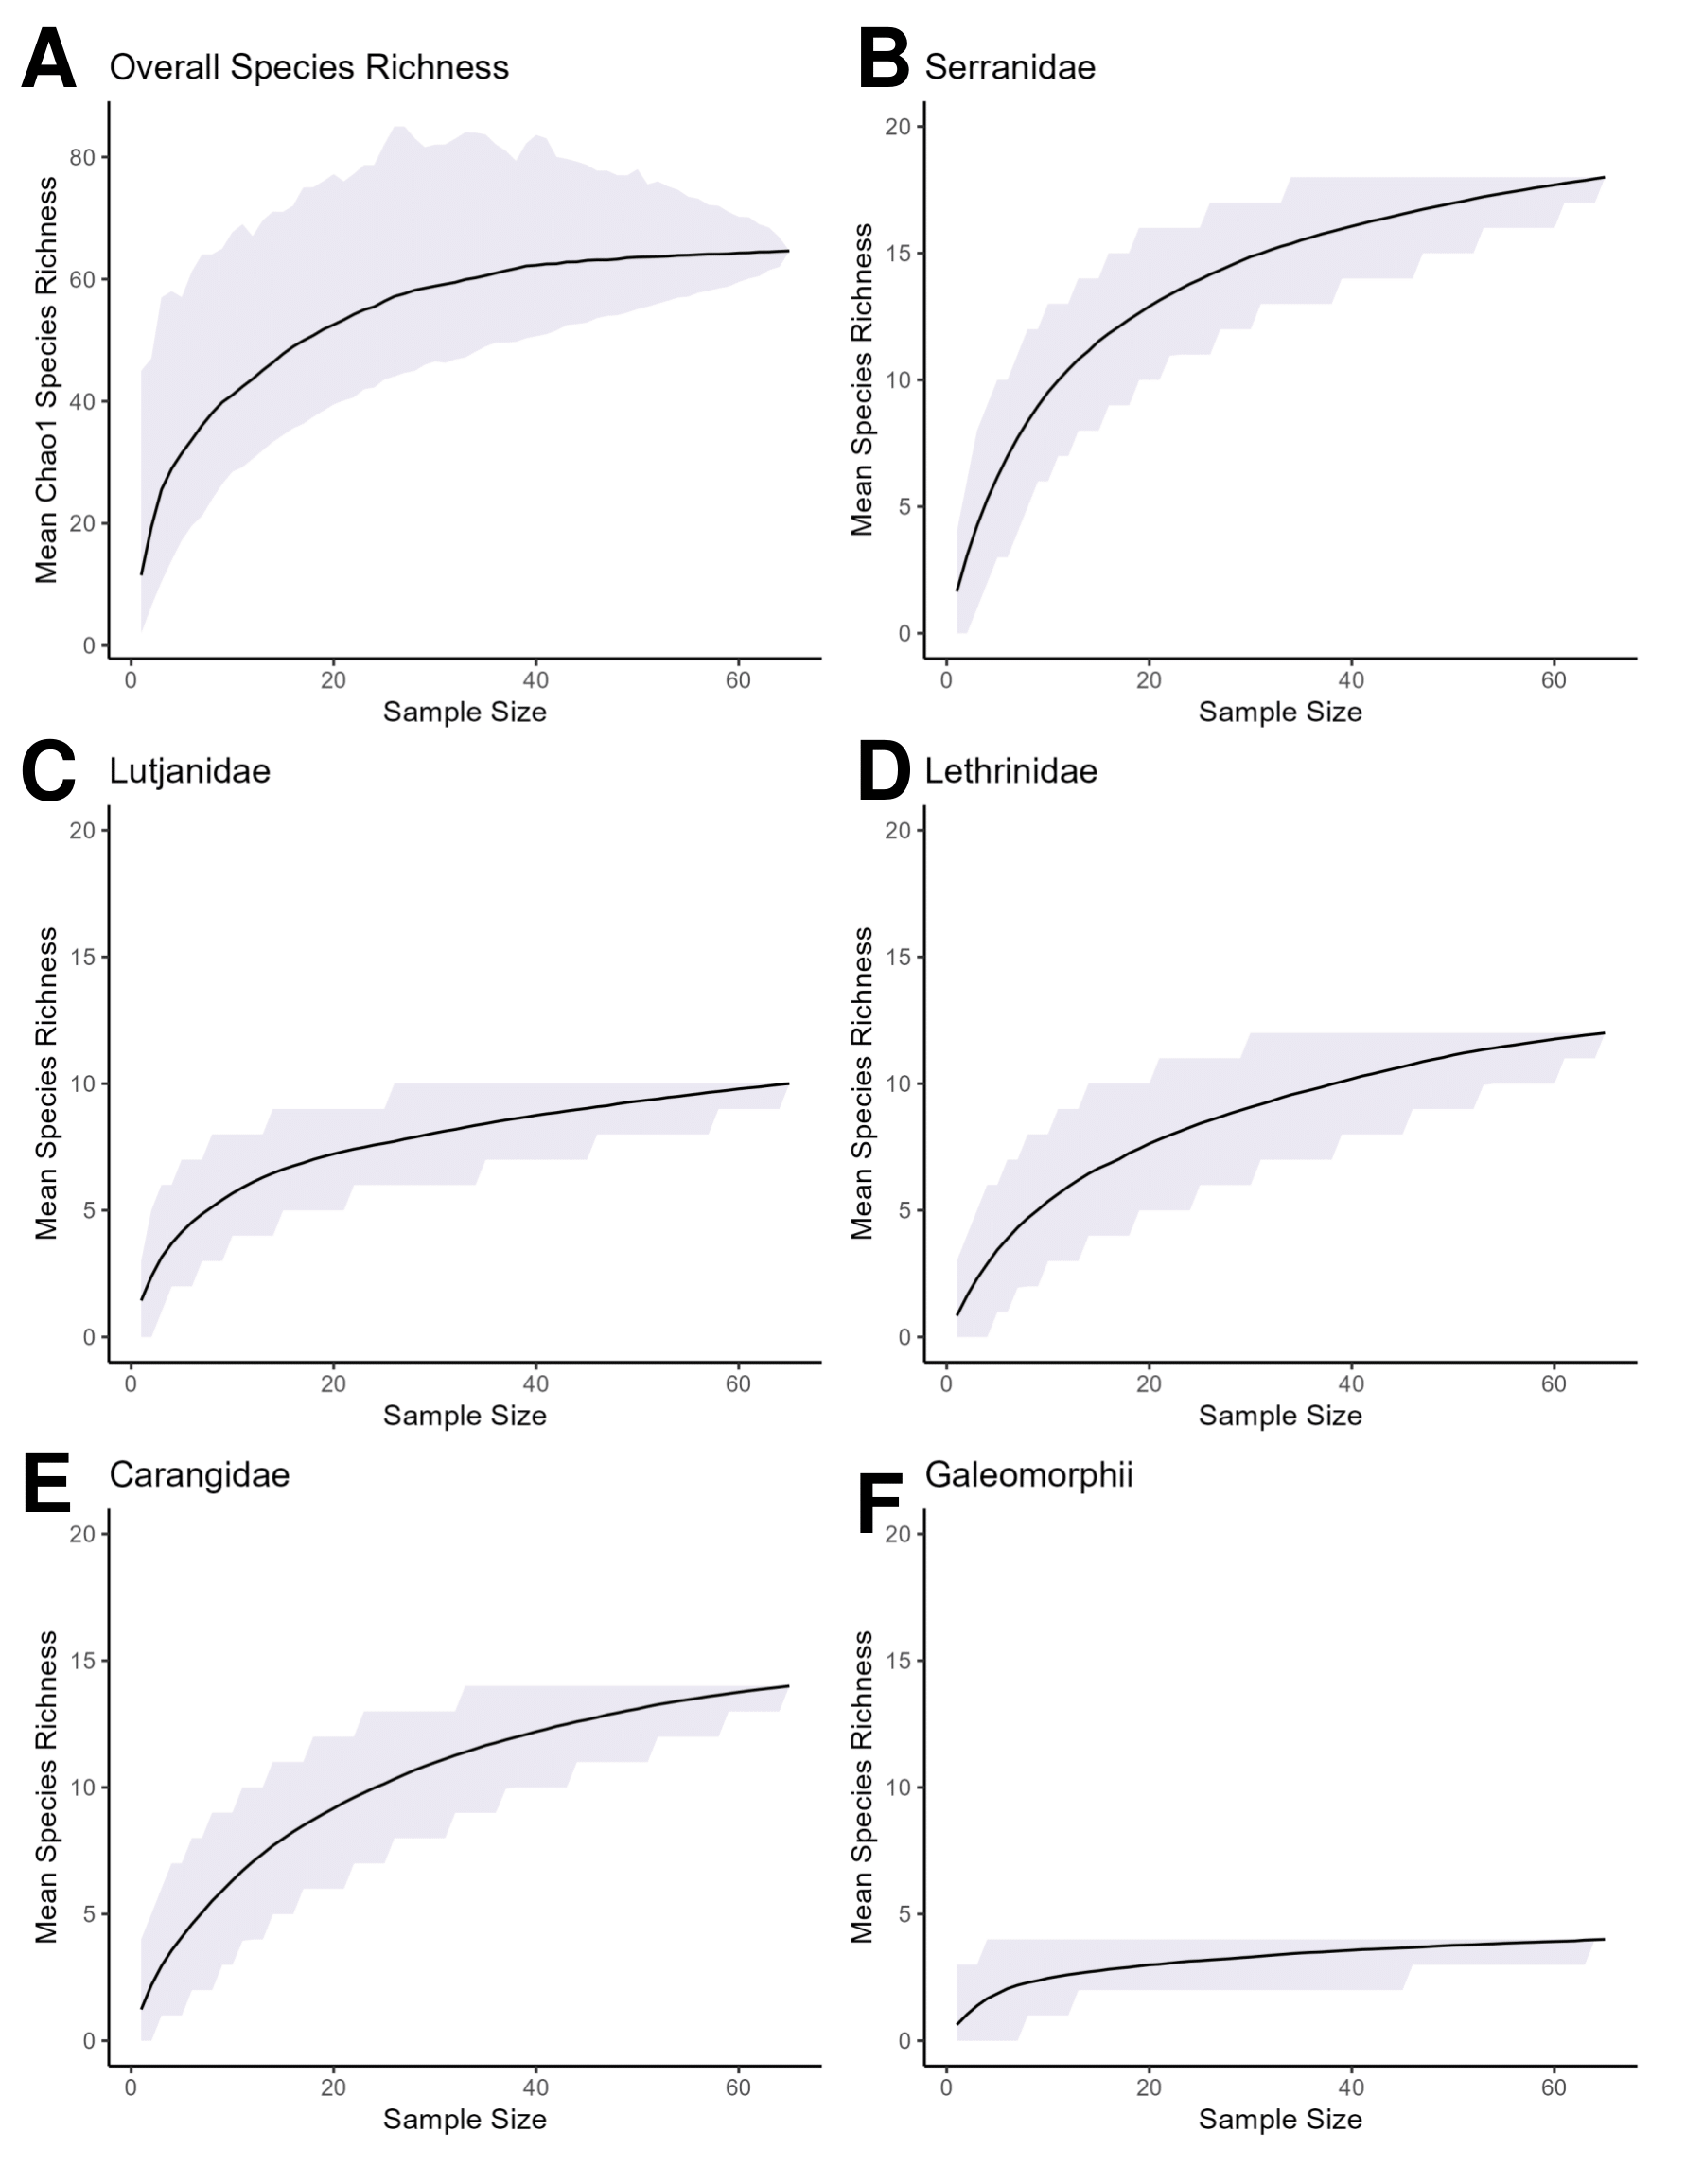 A Overall Species Richness
Mean Chao1 Species Richness
80
60
40
20
0
0 20 40 60
Sample Size
B Serranidae
Mean Species Richness
20
15
10
5
0
0 20 40 60
Sample Size
C Lutjanidae
Mean Species Richness
20
15
10
5
0
0 20 40 60
Sample Size
D Lethrinidae
Mean Species Richness
20
15
10
5
0
0 20 40 60
Sample Size
E Carangidae
Mean Species Richness
20
15
10
5
0
0 20 40 60
Sample Size
F Galeomorphii
Mean Species Richness
20
15
10
5
0
0 20 40 60
Sample Size